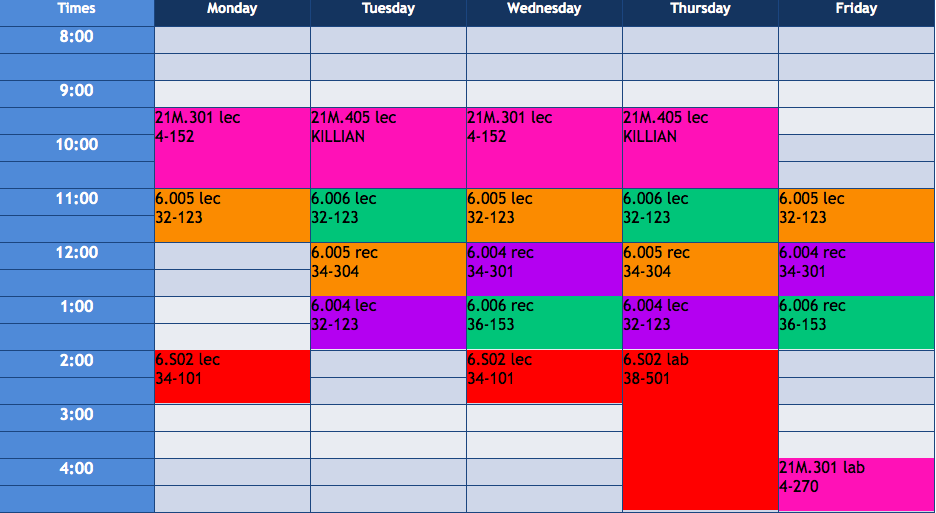 Times Monday Tuesday Wednesday Thursday Friday
8:00
9:00
21M.301 lec 21M.405 lec 21M.301 lec 21M.405 lec
4-152 KILLIAN 4-152 KILLIAN
10:00
11:00 6.005 lec 6.006 lec 6.005 lec 6.006 lec 6.005 lec
32-123 32-123 32-123 32-123 32-123
12:00 6.005 rec 6.004 rec 6.005 rec 6.004 rec
34-304 34-301 34-304 34-301
1:00 6.004 lec 6.006 rec 6.004 lec 6.006 rec
32-123 36-153 32-123 36-153
2:00 6.S02 lec 6.S02 lec 6.S02 lab
34-101 34-101 38-501
3:00
4:00 21M.301 lab
4-270